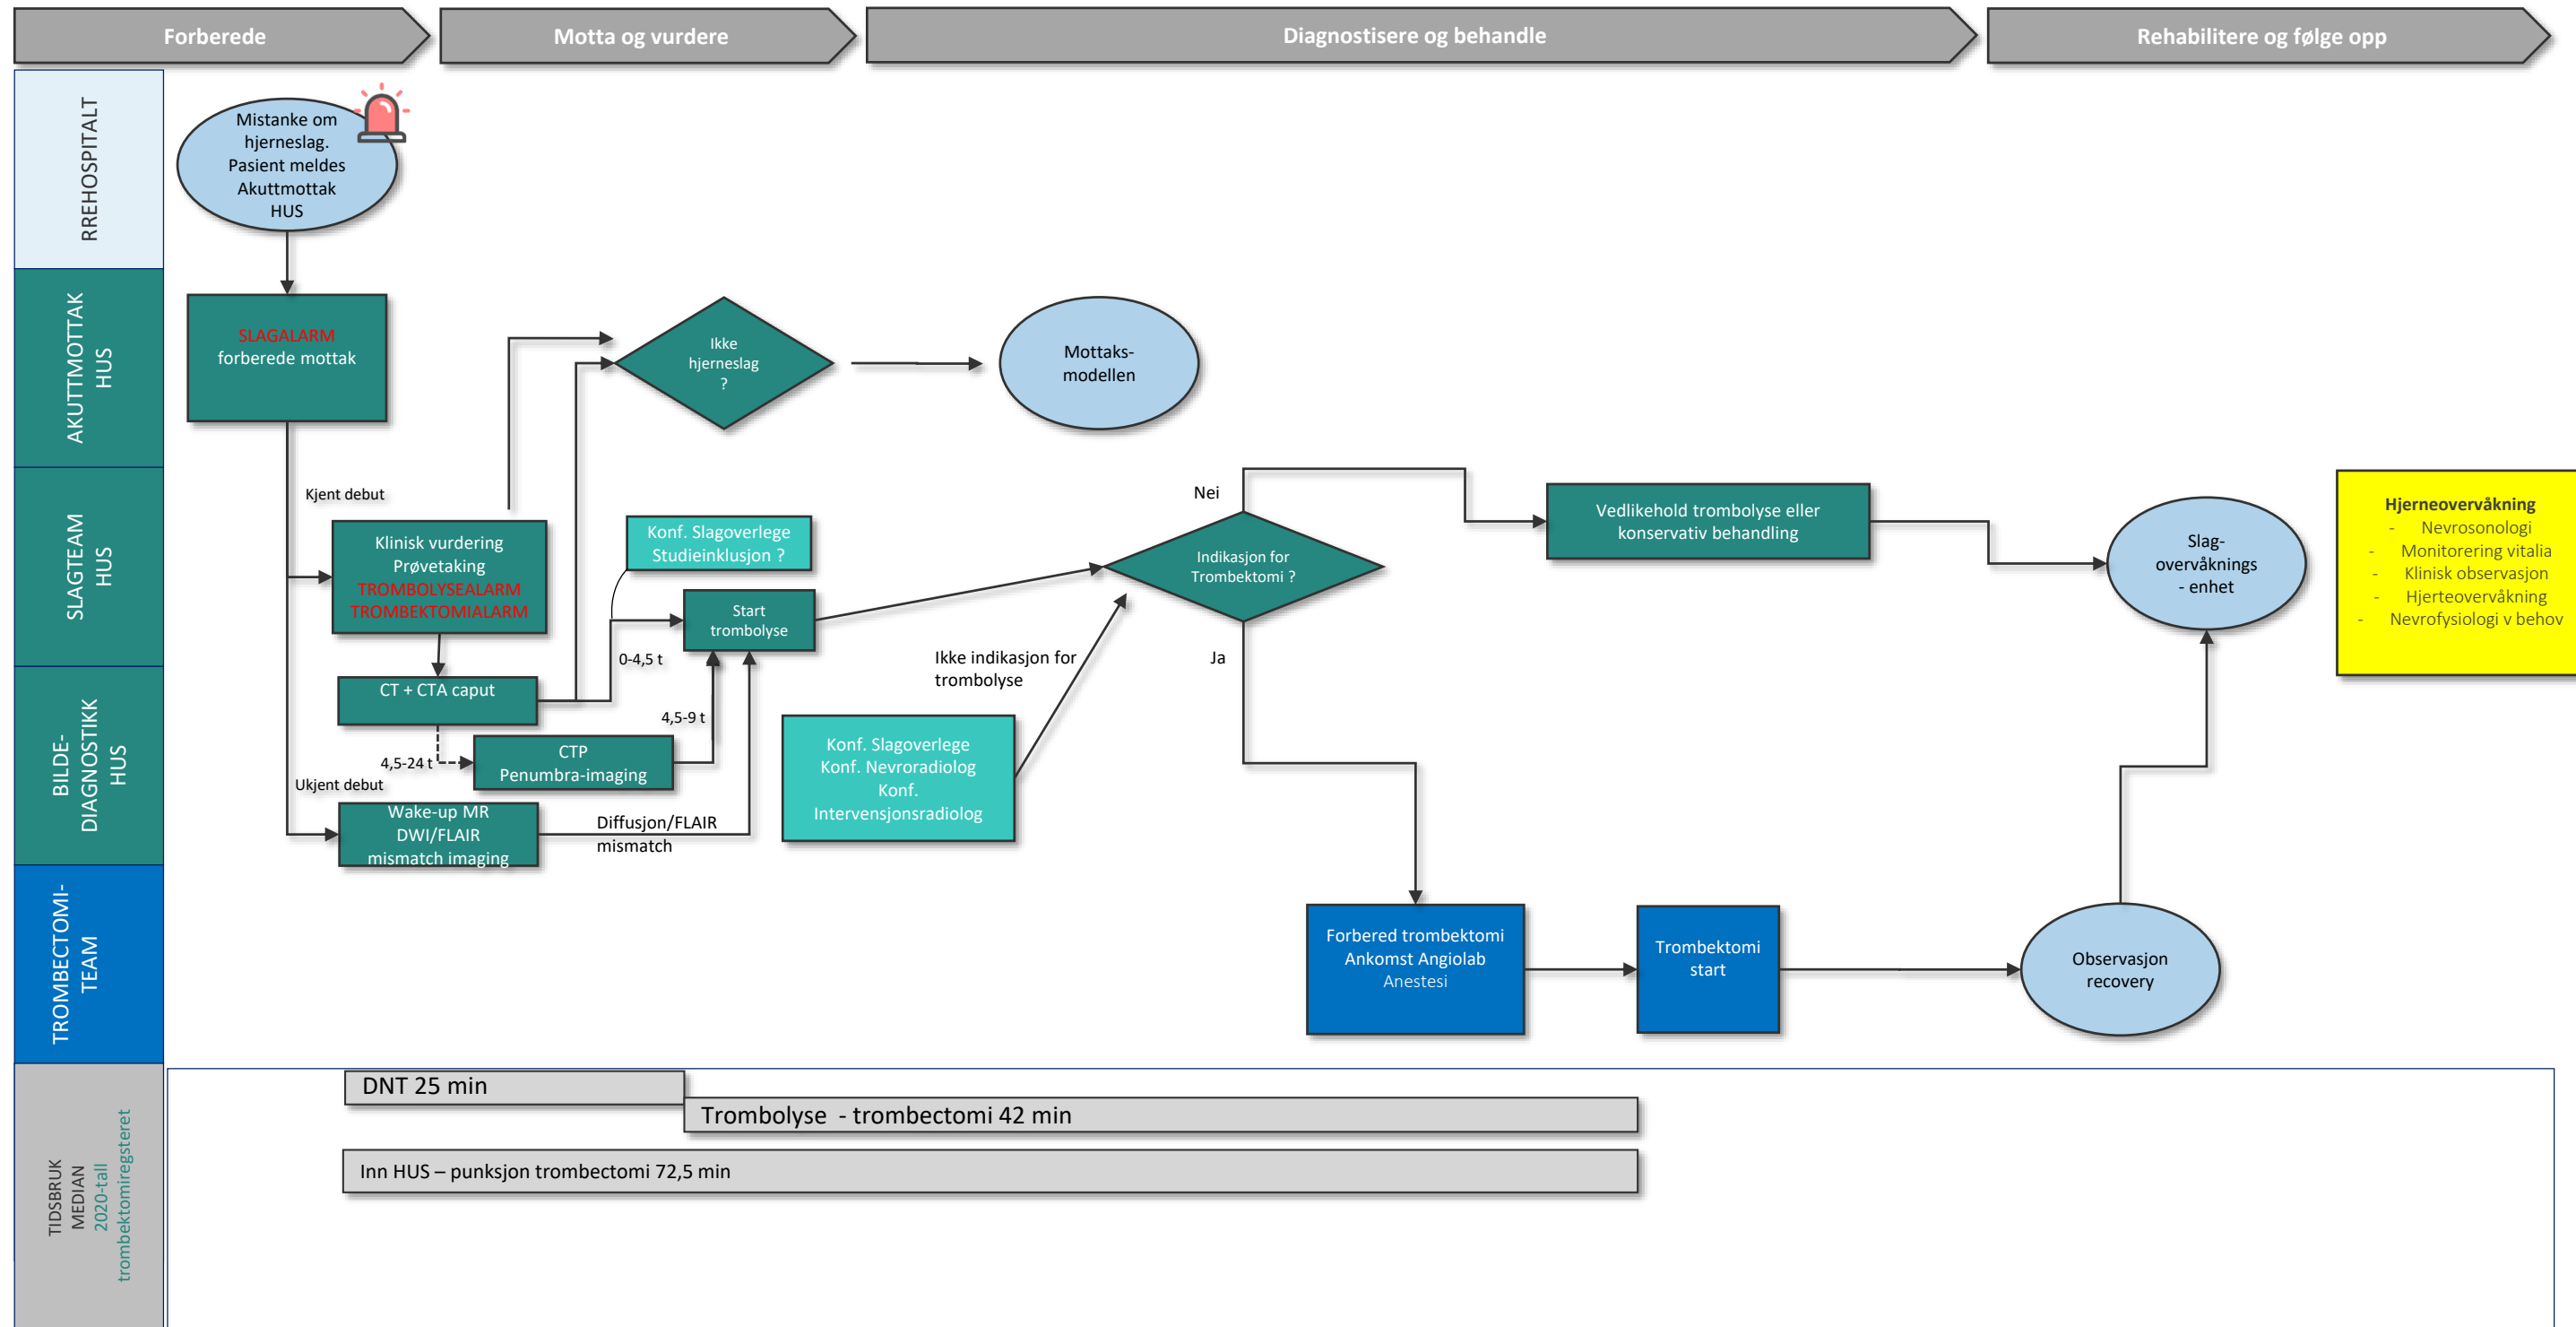 Forberede
Motta og vurdere
Diagnostisere og behandle
Rehabilitere og følge opp
RREHOSPITALT
Mistanke om
hjerneslag.
Pasient meldes
Akuttmottak
HUS
AKUTTMOTTAK
HUS
SLAGALARM
forberede mottak
Ikke
hjerneslag
?
Mottaks-
modellen
SLAGTEAM
HUS
Kjent debut
Klinisk vurdering
Prøvetaking
TROMBOLYSEALARM
TROMBEKTOMIALARM
Konf. Slagoverlege
Studieinklusjon ?
Start
trombolyse
0-4,5 t
Nei
Indikasjon for
Trombektomi ?
Ja
Ikke indikasjon for
trombolyse
Vedlikehold trombolyse eller
konservativ behandling
Slag-
overvåknings
- enhet
Hjerneovervåkning
- Nevrosonologi
- Monitorering vitalia
- Klinisk observasjon
- Hjerteovervåkning
- Nevrofysiologi v behov
BILDE-
DIAGNOSTIKK
HUS
CT + CTA caput
4,5-9 t
4,5-24 t
CTP
Penumbra-imaging
Ukjent debut
Wake-up MR
DWI/FLAIR
mismatch imaging
Diffusjon/FLAIR
mismatch
Konf. Slagoverlege
Konf. Nevroradiolog
Konf.
Intervensjonsradiolog
TROMBECTOMI-
TEAM
Forbered trombektomi
Ankomst Angiolab
Anestesi
Trombektomi
start
Observasjon
recovery
TIDSBRUK
MEDIAN
2020-tall
trombektomiregsteret
DNT 25 min
Trombolyse - trombectomi 42 min
Inn HUS – punksjon trombectomi 72,5 min